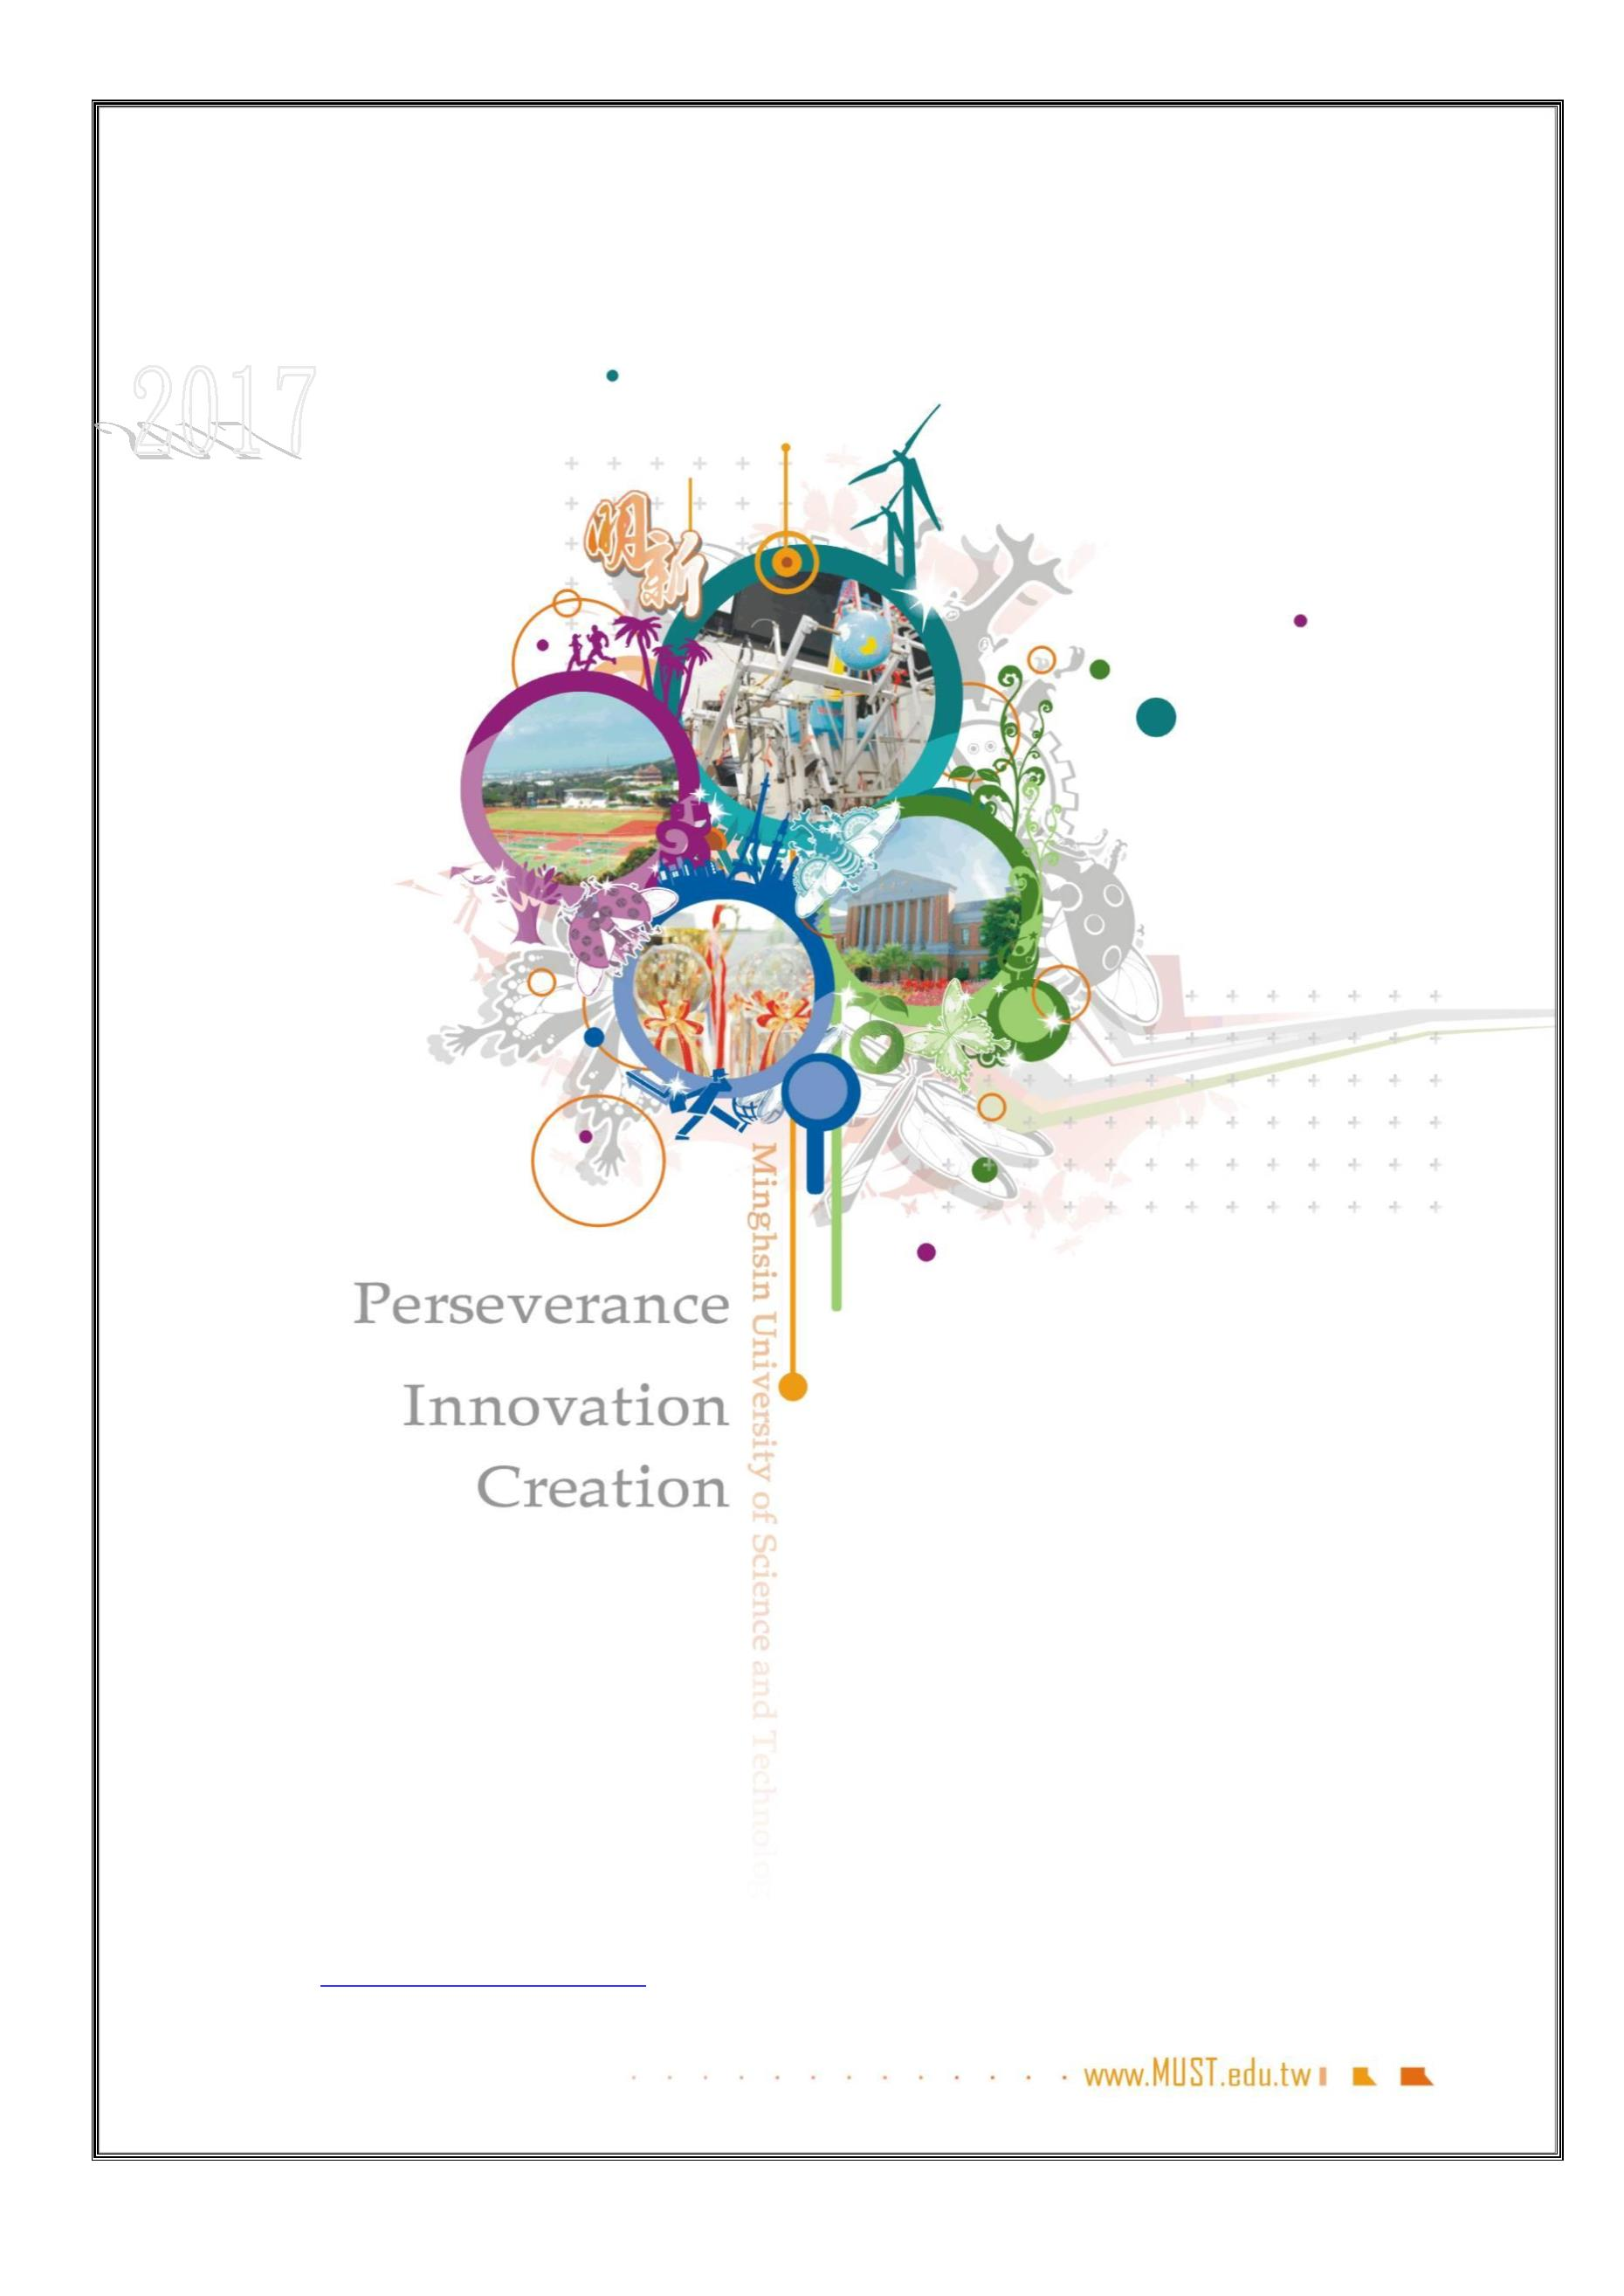 2017
明新
Perseverance
Innovation
Creation
Minghsin University of Science and Technology
www.MUST.edu.tw